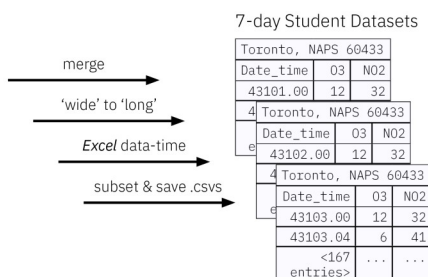 7-day Student Datasets
merge
'wide' to 'long'
Excel data-time
subset & save .csvs
Toronto, NAPS 60433
Date_time O3 NO2
43101.00 12 32
4
e
Toronto, NAPS 60433
Date_time O3 NO2
43102.00 12 32
4
e
Toronto, NAPS 60433
Date_time O3 NO2
43103.00 12 32
43103.04 6 41
<167 ... ...
entries>